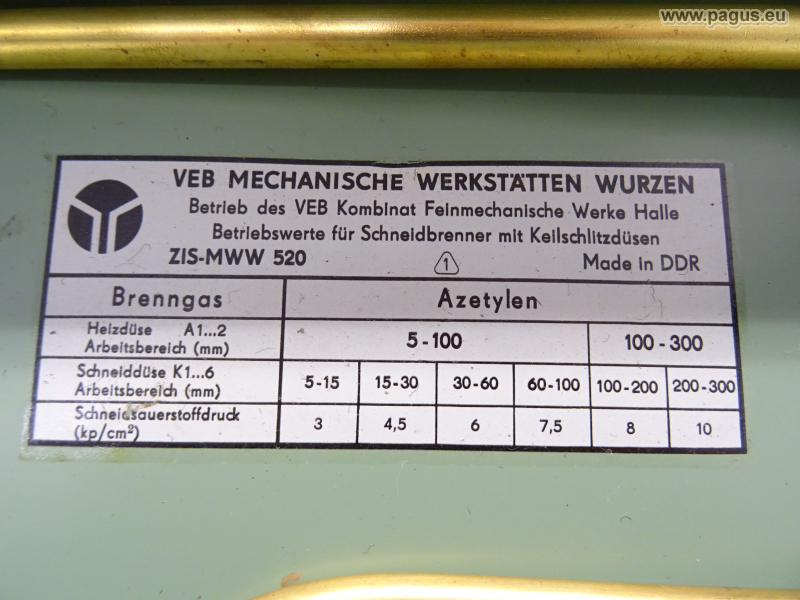 www.pagus.eu
VEB MECHANISCHE WERKSTÄTTEN WURZEN
Betrieb des VEB Kombinat Feinmechanische Werke Halle
Betriebswerte für Schneidbrenner mit Keilschlitzdüsen
ZIS-MWW 520 1 Made in DDR
Brenngas Azetylen
Heizdüse A1...2
Arbeitsbereich (mm) 5-100 100-300
Schneiddüse K1...6
Arbeitsbereich (mm) 5-15 15-30 30-60 60-100 100-200 200-300
Schneidsauerstoffdruck
(kp/cm²) 3 4,5 6 7,5 8 10